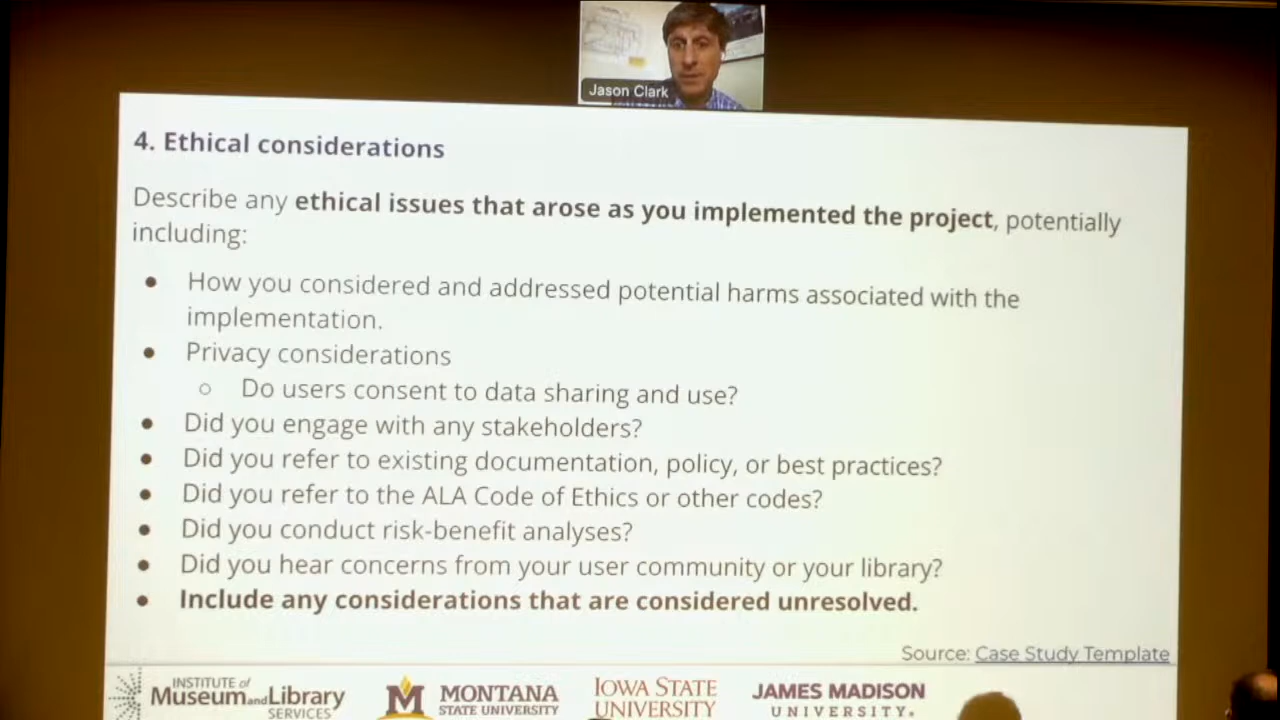 Jason Clark
4. Ethical considerations
Describe any ethical issues that arose as you implemented the project, potentially
including:
● How you considered and addressed potential harms associated with the
implementation.
● Privacy considerations
○ Do users consent to data sharing and use?
● Did you engage with any stakeholders?
● Did you refer to existing documentation, policy, or best practices?
● Did you refer to the ALA Code of Ethics or other codes?
● Did you conduct risk-benefit analyses?
● Did you hear concerns from your user community or your library?
● Include any considerations that are considered unresolved.
Source: Case Study Template
INSTITUTE of
Museum and Library
SERVICES
M
MONTANA
STATE UNIVERSITY
IOWA STATE
UNIVERSITY
JAMES MADISON
UNIVERSITY.